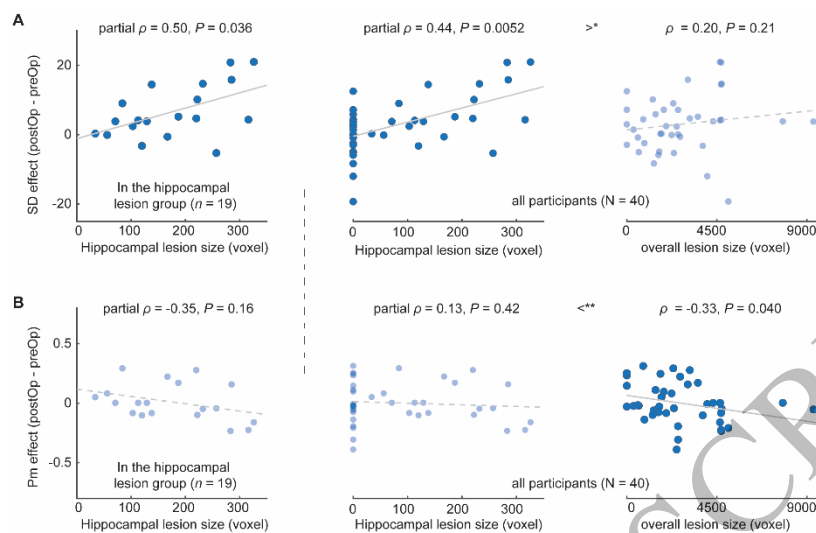 A
partial ρ = 0.50, P = 0.036
partial ρ = 0.44, P = 0.0052
>*
ρ = 0.20, P = 0.21
SD effect (postOp - preOp)
20
0
-20
In the hippocampal
lesion group (n = 19)
all participants (N = 40)
0 100 200 300
0 100 200 300
0 4500 9000
Hippocampal lesion size (voxel)
Hippocampal lesion size (voxel)
overall lesion size (voxel)
B
partial ρ = -0.35, P = 0.16
partial ρ = 0.13, P = 0.42
<**
ρ = -0.33, P = 0.040
Pm effect (postOp - preOp)
0.5
0
-0.5
In the hippocampal
lesion group (n = 19)
all participants (N = 40)
0 100 200 300
0 100 200 300
0 4500 9000
Hippocampal lesion size (voxel)
Hippocampal lesion size (voxel)
overall lesion size (voxel)